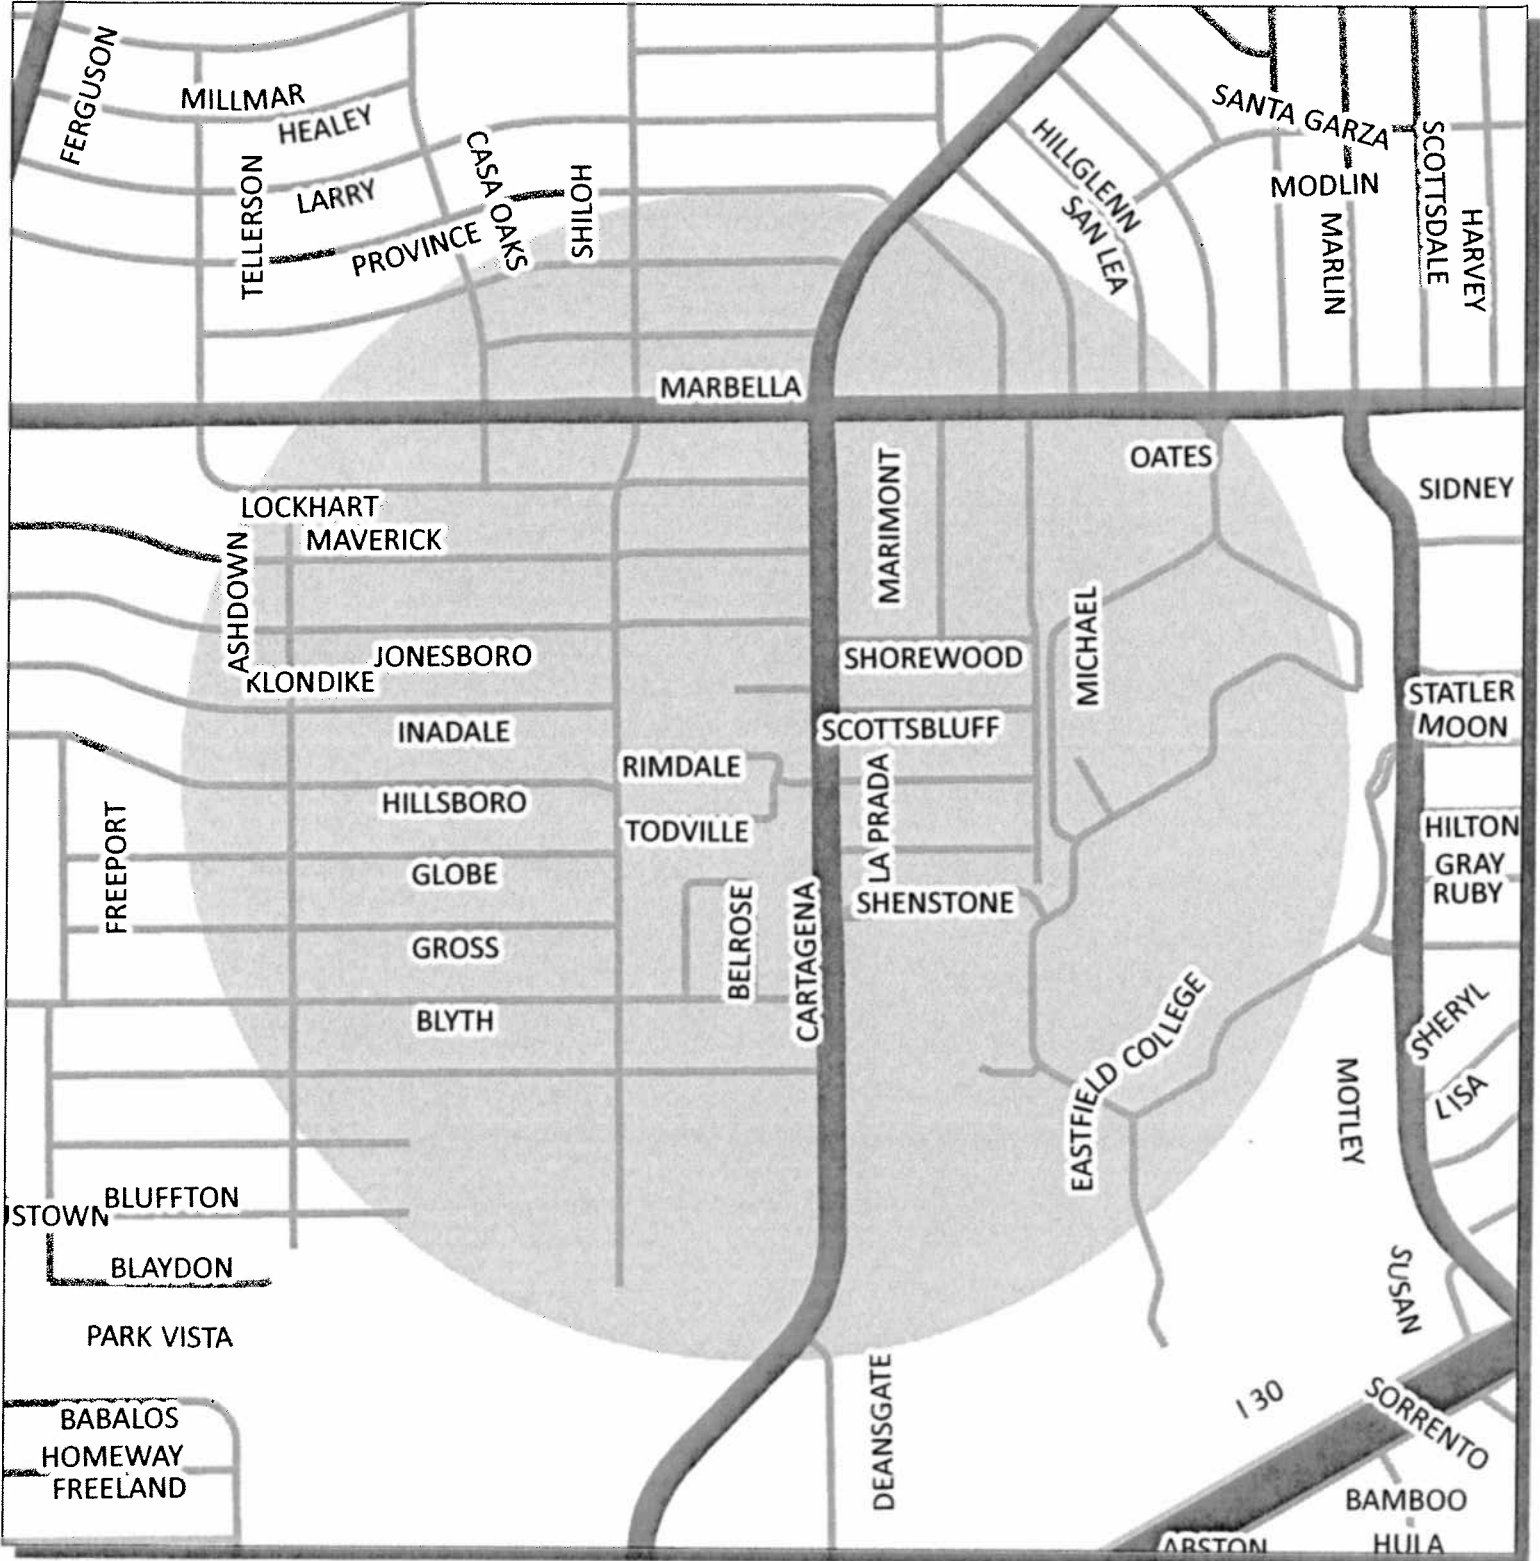 FERGUSON
MILLMAR
HEALEY
SANTA GARZA
HILLGLENN
SCOTTSDALE
TELLERSON
LARRY
CASA OAKS
SHILOH
MODLIN
SAN LEA
MARLIN
HARVEY
PROVINCE
MARBELLA
OATES
SIDNEY
LOCKHART
MAVERICK
MARIMONT
ASHDOWN
MICHAEL
JONESBORO
SHOREWOOD
KLONDIKE
STATLER
INADALE
SCOTTSBLUFF
MOON
RIMDALE
LA PRADA
HILLSBORO
TODVILLE
HILTON
FREEPORT
GLOBE
GRAY
RUBY
SHENSTONE
BELROSE
CARTAGENA
GROSS
BLYTH
EASTFIELD COLLEGE
SHERYL
LISA
MOTLEY
BLUFFTON
USTOWN
BLAYDON
SUSAN
PARK VISTA
DEANSGATE
I 30
SORRENTO
BABALOS
HOMEWAY
FREELAND
BAMBOO
HULA
ABSTON